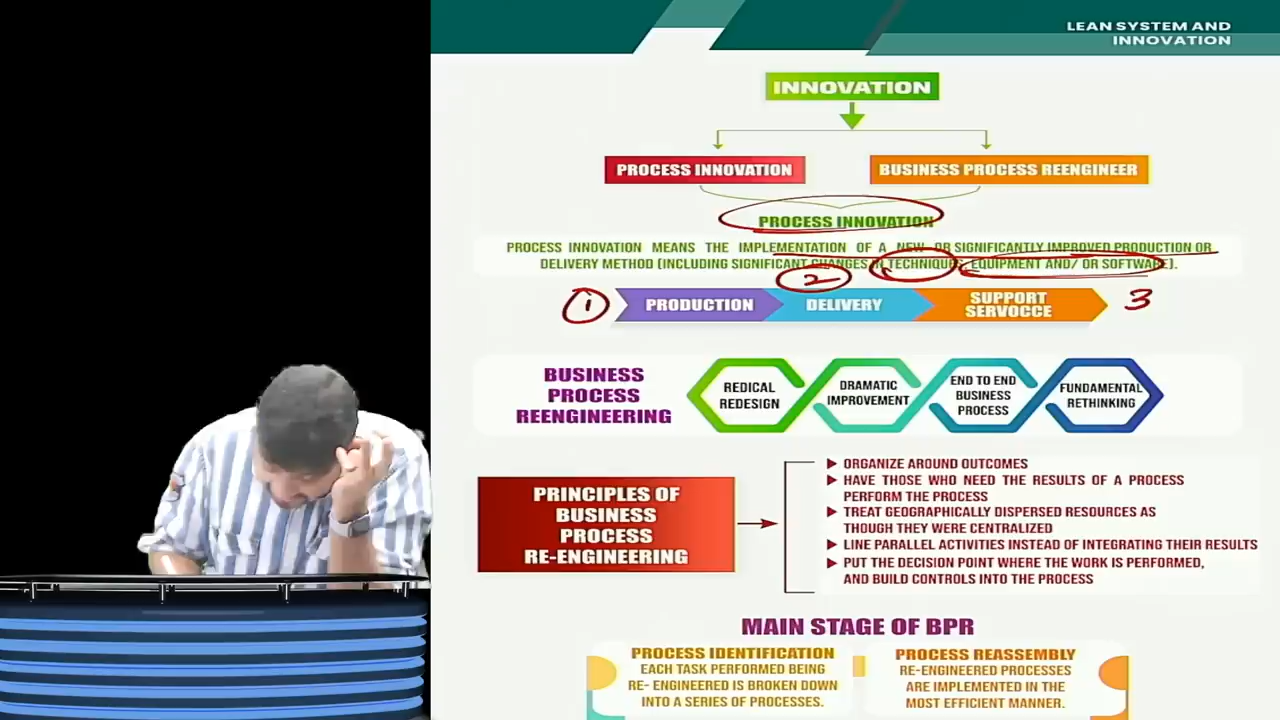 LEAN SYSTEM AND
INNOVATION
INNOVATION
PROCESS INNOVATION
BUSINESS PROCESS REENGINEER
PROCESS INNOVATION
PROCESS INNOVATION MEANS THE IMPLEMENTATION OF A NEW OR SIGNIFICANTLY IMPROVED PRODUCTION OR
DELIVERY METHOD (INCLUDING SIGNIFICANT CHANGES IN TECHNIQUES, EQUIPMENT AND/ OR SOFTWARE).
2
1
PRODUCTION
DELIVERY
SUPPORT
SERVOCCE
3
BUSINESS
PROCESS
REENGINEERING
REDICAL
REDESIGN
DRAMATIC
IMPROVEMENT
END TO END
BUSINESS
PROCESS
FUNDAMENTAL
RETHINKING
PRINCIPLES OF
BUSINESS
PROCESS
RE-ENGINEERING
ORGANIZE AROUND OUTCOMES
HAVE THOSE WHO NEED THE RESULTS OF A PROCESS
PERFORM THE PROCESS
TREAT GEOGRAPHICALLY DISPERSED RESOURCES AS
THOUGH THEY WERE CENTRALIZED
LINE PARALLEL ACTIVITIES INSTEAD OF INTEGRATING THEIR RESULTS
PUT THE DECISION POINT WHERE THE WORK IS PERFORMED,
AND BUILD CONTROLS INTO THE PROCESS
MAIN STAGE OF BPR
PROCESS IDENTIFICATION
EACH TASK PERFORMED BEING
RE- ENGINEERED IS BROKEN DOWN
INTO A SERIES OF PROCESSES.
PROCESS REASSEMBLY
RE-ENGINEERED PROCESSES
ARE IMPLEMENTED IN THE
MOST EFFICIENT MANNER.